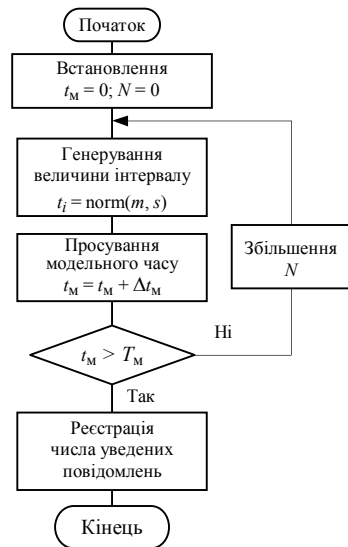 Початок
Встановлення
tм = 0; N = 0
Генерування
величини інтервалу
ti = norm(m, s)
Просування
модельного часу
tм = tм + Δtм
Збільшення
N
Ні
tм > Tм
Так
Реєстрація
числа уведених
повідомлень
Кінець